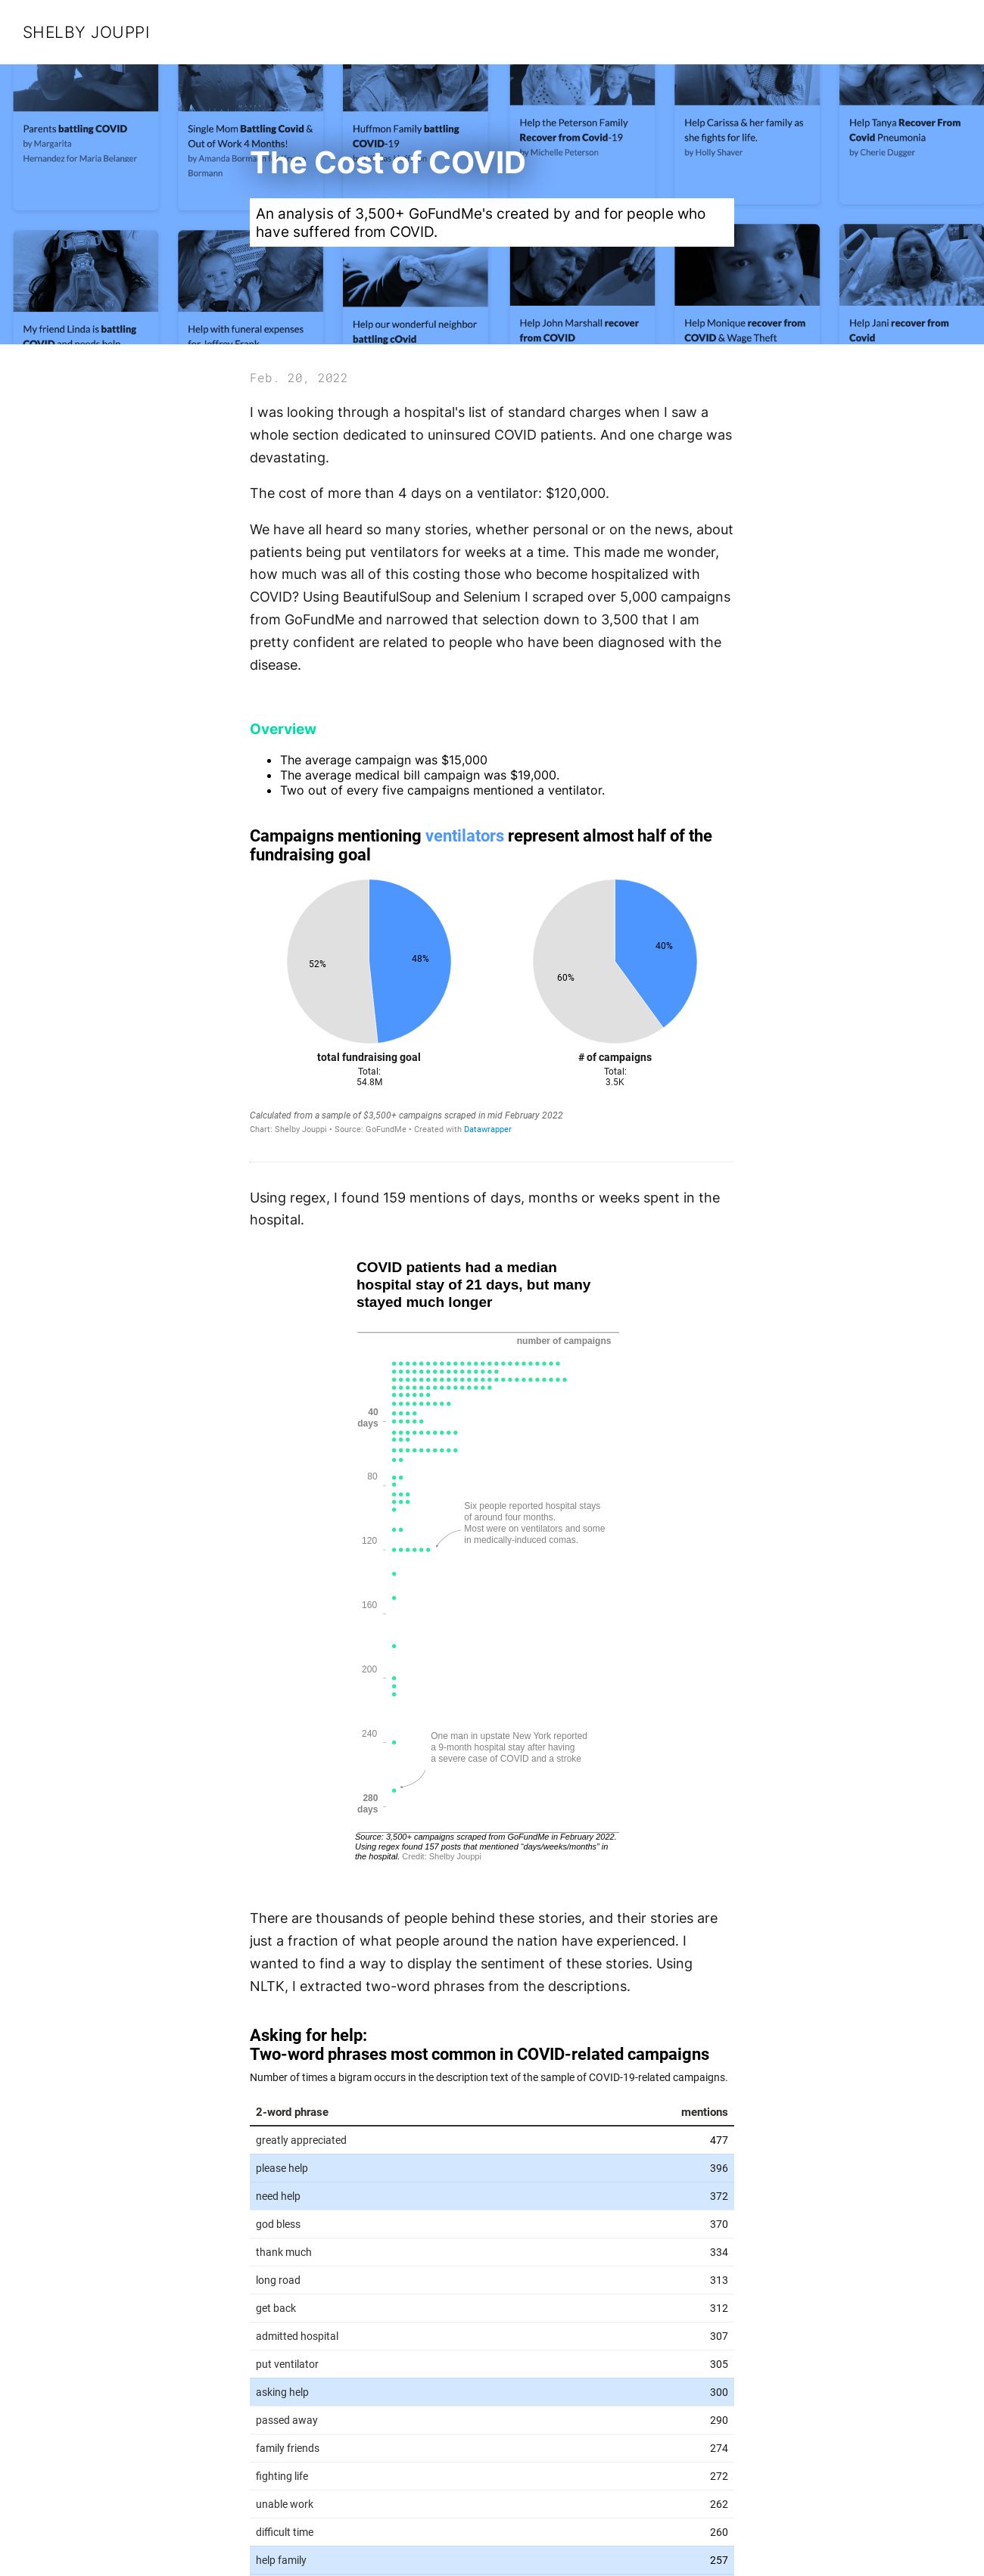 SHELBY JOUPPI
Parents battling COVID
by Margarita
Hernandez for Maria Belanger
Single Mom Battling Covid &
Out of Work 4 Months!
by Amanda
Bormann
Huffmon Family battling
COVID-19
Help the Peterson Family
Recover from Covid-19
by Michelle Peterson
Help Carissa & her family as
she fights for life.
by Holly Shaver
Help Tanya Recover From
Covid Pneumonia
by Cherie Dugger
The Cost of COVID
An analysis of 3,500+ GoFundMe's created by and for people who
have suffered from COVID.
My friend Linda is battling
COVID and needs help
Help with funeral expenses
for Jeffrey Frank
Help our wonderful neighbor
battling cOvid
Help John Marshall recover
from COVID
Help Monique recover from
COVID & Wage Theft
Help Jani recover from
Covid
Feb. 20, 2022
I was looking through a hospital's list of standard charges when I saw a
whole section dedicated to uninsured COVID patients. And one charge was
devastating.
The cost of more than 4 days on a ventilator: $120,000.
We have all heard so many stories, whether personal or on the news, about
patients being put ventilators for weeks at a time. This made me wonder,
how much was all of this costing those who become hospitalized with
COVID? Using BeautifulSoup and Selenium I scraped over 5,000 campaigns
from GoFundMe and narrowed that selection down to 3,500 that I am
pretty confident are related to people who have been diagnosed with the
disease.
Overview
• The average campaign was $15,000
• The average medical bill campaign was $19,000.
• Two out of every five campaigns mentioned a ventilator.
Campaigns mentioning ventilators represent almost half of the
fundraising goal
52%
48%
60%
40%
total fundraising goal
Total:
54.8M
# of campaigns
Total:
3.5K
Calculated from a sample of $3,500+ campaigns scraped in mid February 2022
Chart: Shelby Jouppi • Source: GoFundMe • Created with Datawrapper
Using regex, I found 159 mentions of days, months or weeks spent in the
hospital.
COVID patients had a median
hospital stay of 21 days, but many
stayed much longer
number of campaigns
40
days
80
Six people reported hospital stays
of around four months.
Most were on ventilators and some
in medically-induced comas.
120
160
200
240
One man in upstate New York reported
a 9-month hospital stay after having
a severe case of COVID and a stroke
280
days
Source: 3,500+ campaigns scraped from GoFundMe in February 2022.
Using regex found 157 posts that mentioned "days/weeks/months" in
the hospital. Credit: Shelby Jouppi
There are thousands of people behind these stories, and their stories are
just a fraction of what people around the nation have experienced. I
wanted to find a way to display the sentiment of these stories. Using
NLTK, I extracted two-word phrases from the descriptions.
Asking for help:
Two-word phrases most common in COVID-related campaigns
Number of times a bigram occurs in the description text of the sample of COVID-19-related campaigns.
2-word phrase mentions
greatly appreciated 477
please help 396
need help 372
god bless 370
thank much 334
long road 313
get back 312
admitted hospital 307
put ventilator 305
asking help 300
passed away 290
family friends 274
fighting life 272
unable work 262
difficult time 260
help family 257